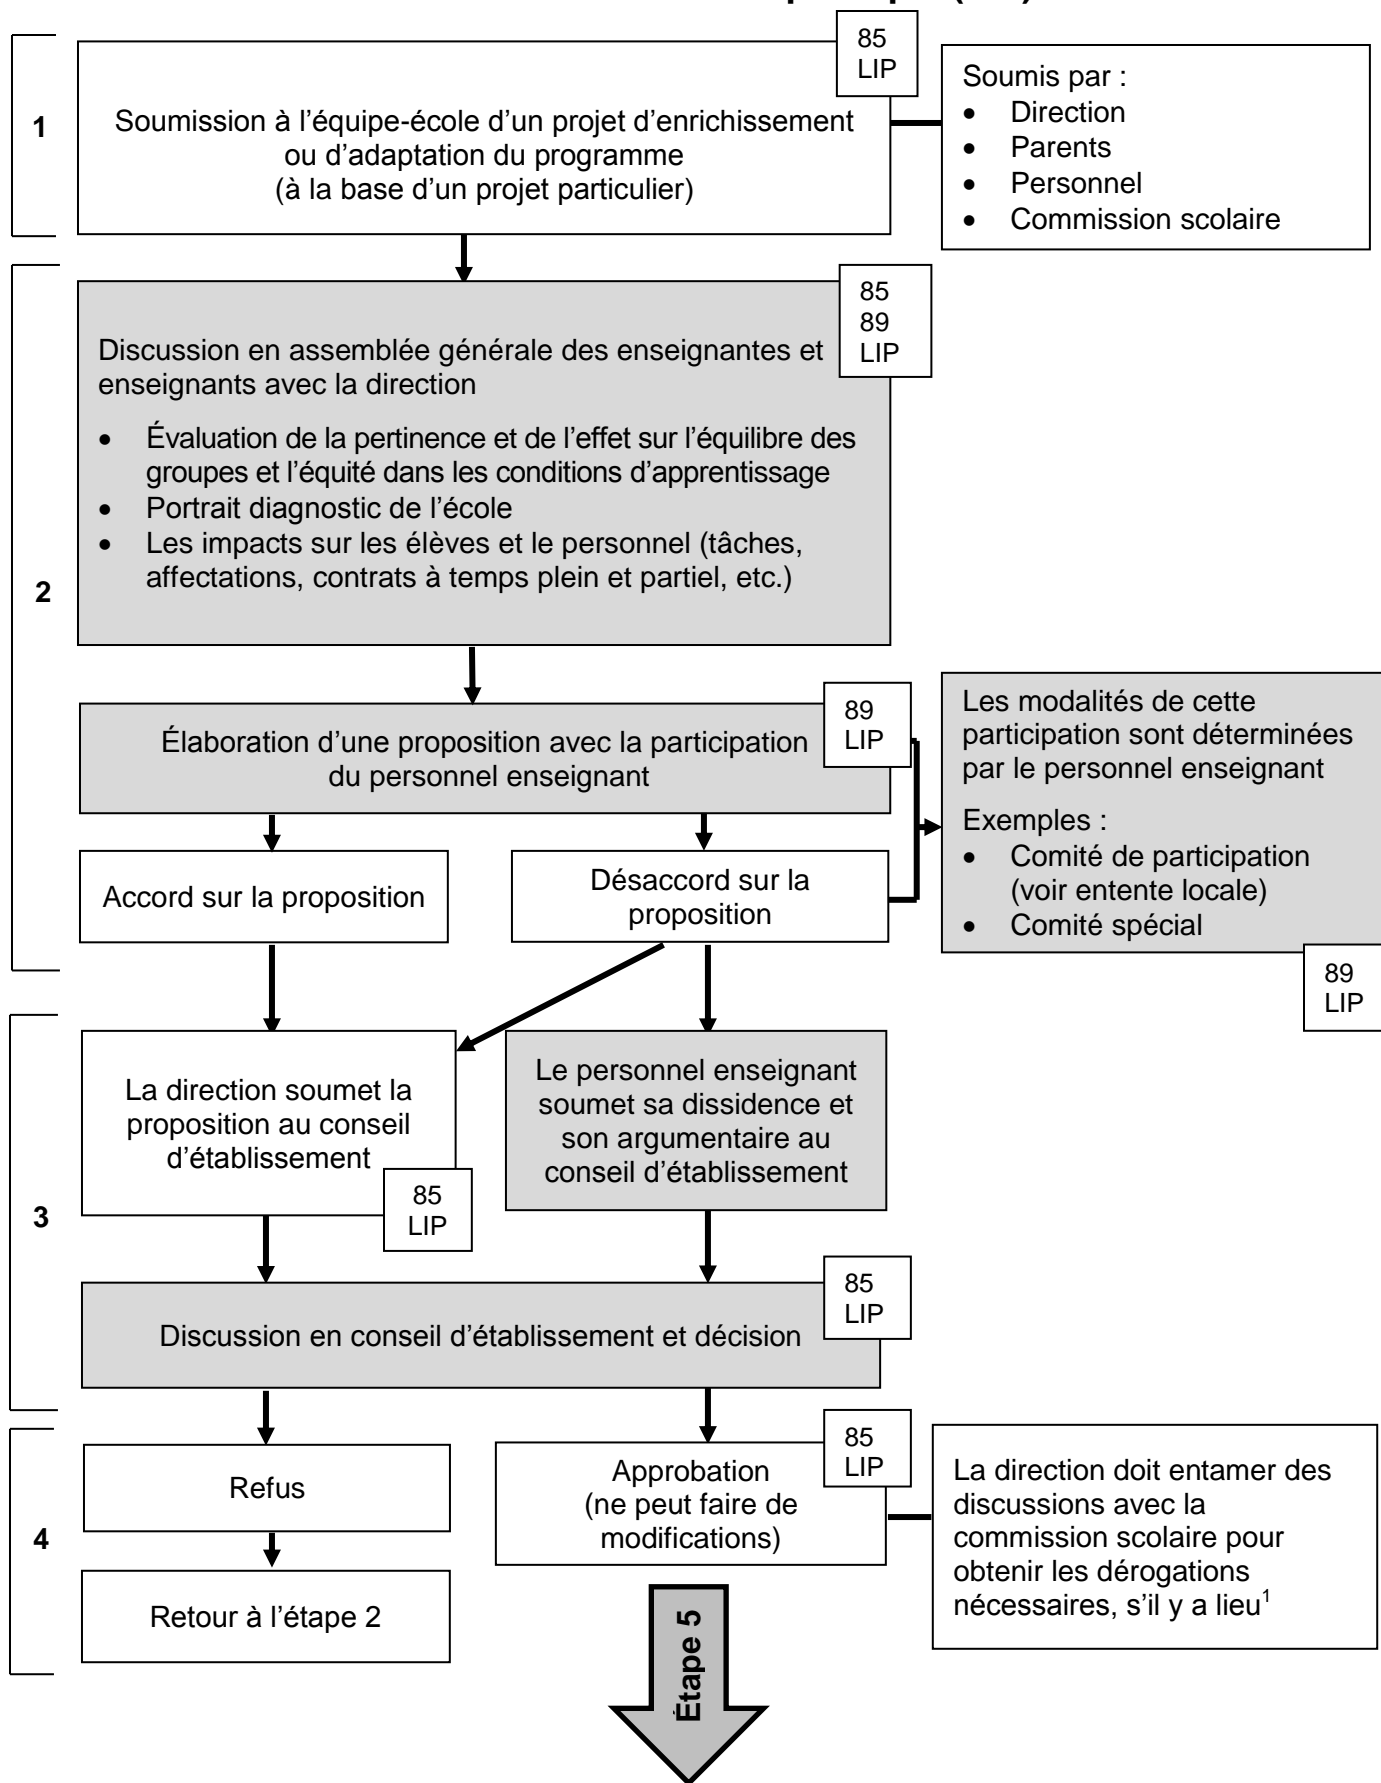 85
LIP
1
Soumission à l'équipe-école d'un projet d'enrichissement
ou d'adaptation du programme
(à la base d'un projet particulier)
Soumis par :
• Direction
• Parents
• Personnel
• Commission scolaire
2
85
89
LIP
Discussion en assemblée générale des enseignantes et
enseignants avec la direction
• Évaluation de la pertinence et de l'effet sur l'équilibre des
groupes et l'équité dans les conditions d'apprentissage
• Portrait diagnostic de l'école
• Les impacts sur les élèves et le personnel (tâches,
affectations, contrats à temps plein et partiel, etc.)
89
LIP
Élaboration d'une proposition avec la participation
du personnel enseignant
Les modalités de cette
participation sont déterminées
par le personnel enseignant
Exemples :
• Comité de participation
(voir entente locale)
• Comité spécial
89
LIP
Accord sur la proposition
Désaccord sur la
proposition
3
La direction soumet la
proposition au conseil
d'établissement
85
LIP
Le personnel enseignant
soumet sa dissidence et
son argumentaire au
conseil d'établissement
85
LIP
Discussion en conseil d'établissement et décision
4
Refus
Retour à l'étape 2
85
LIP
Approbation
(ne peut faire de
modifications)
La direction doit entamer des
discussions avec la
commission scolaire pour
obtenir les dérogations
nécessaires, s'il y a lieu¹
Étape 5